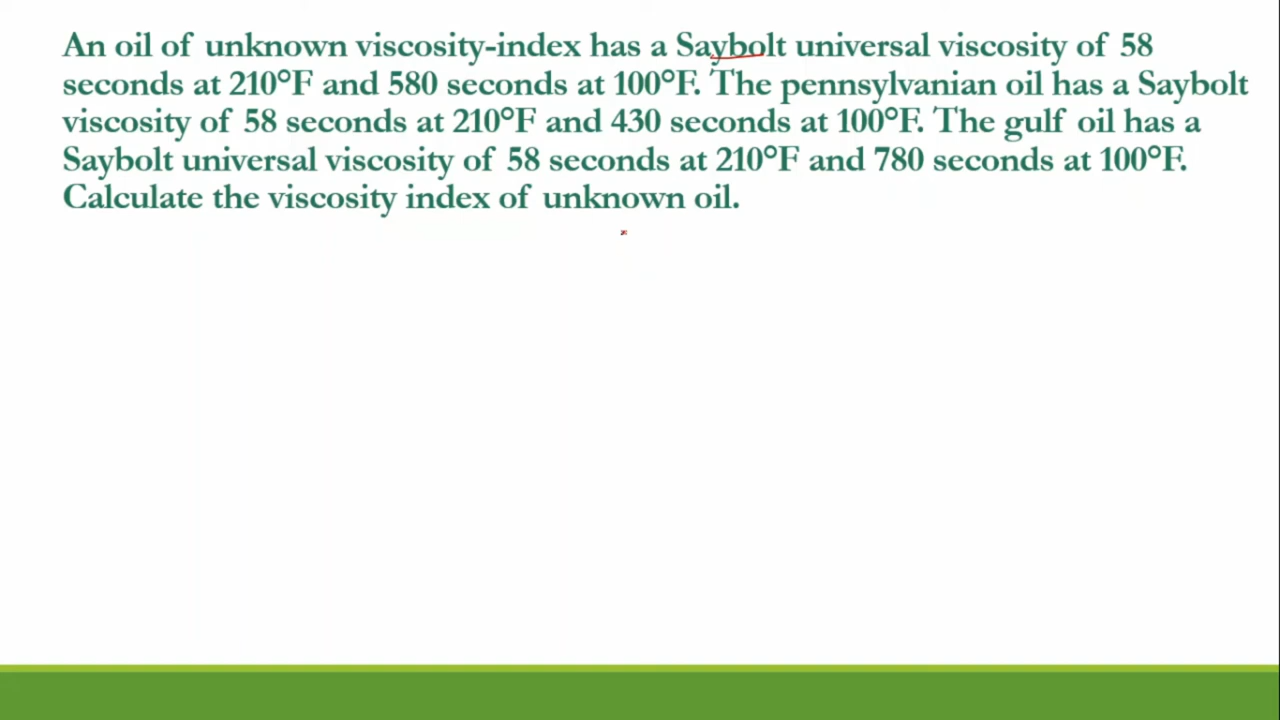 An oil of unknown viscosity-index has a Saybolt universal viscosity of 58
seconds at 210°F and 580 seconds at 100°F. The pennsylvanian oil has a Saybolt
viscosity of 58 seconds at 210°F and 430 seconds at 100°F. The gulf oil has a
Saybolt universal viscosity of 58 seconds at 210°F and 780 seconds at 100°F.
Calculate the viscosity index of unknown oil.